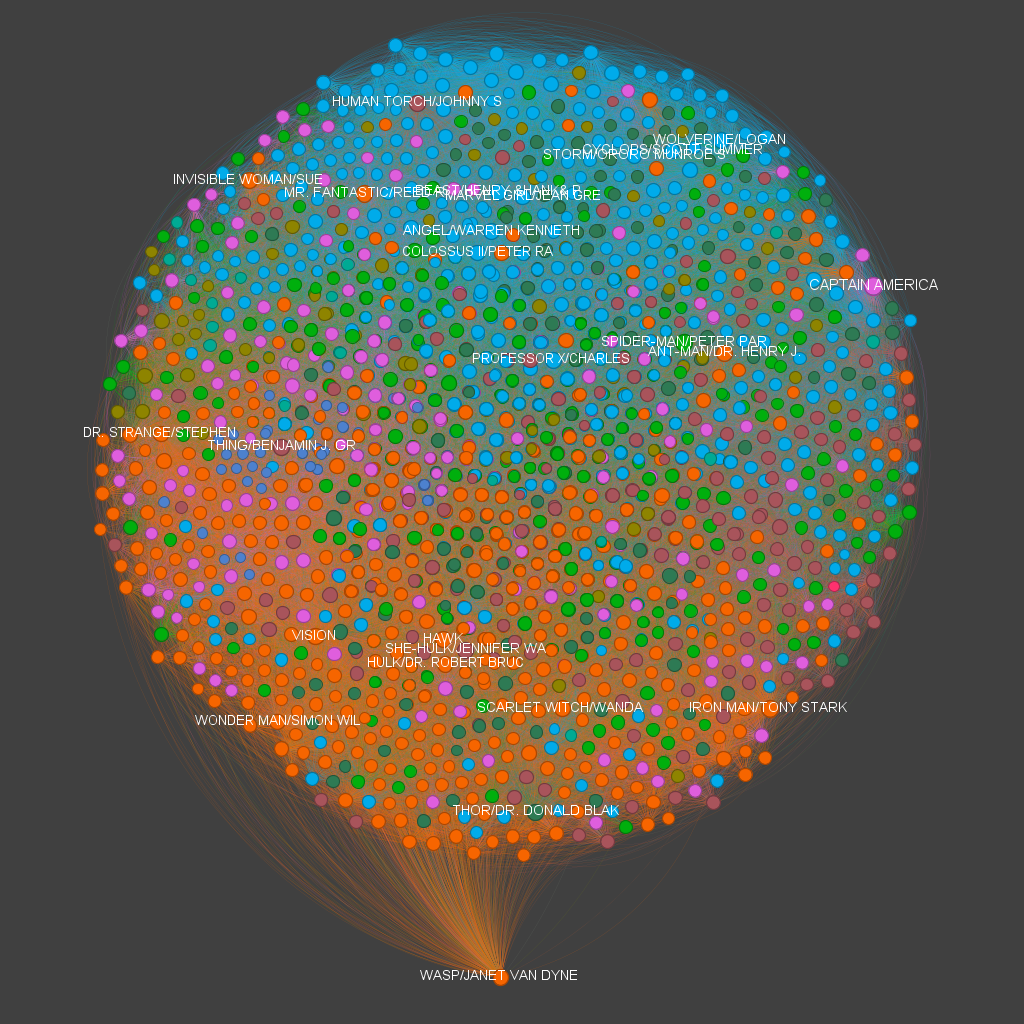 HUMAN TORCH/JOHNNY S
WOLVERINE/LOGAN
CYCLOPS/SCOTT SUMMER
STORM/ORORO MUNROE S
INVISIBLE WOMAN/SUE
MR. FANTASTIC/REED
BEAST/HENRY &HANK& P
MARVEL GIRL/JEAN GRE
ANGEL/WARREN KENNETH
COLOSSUS II/PETER RA
CAPTAIN AMERICA
SPIDER-MAN/PETER PAR
ANT-MAN/DR. HENRY J.
PROFESSOR X/CHARLES
DR. STRANGE/STEPHEN
THING/BENJAMIN J. GR
VISION
HAWK
SHE-HULK/JENNIFER WA
HULK/DR. ROBERT BRUC
SCARLET WITCH/WANDA
IRON MAN/TONY STARK
WONDER MAN/SIMON WIL
THOR/DR. DONALD BLAK
WASP/JANET VAN DYNE